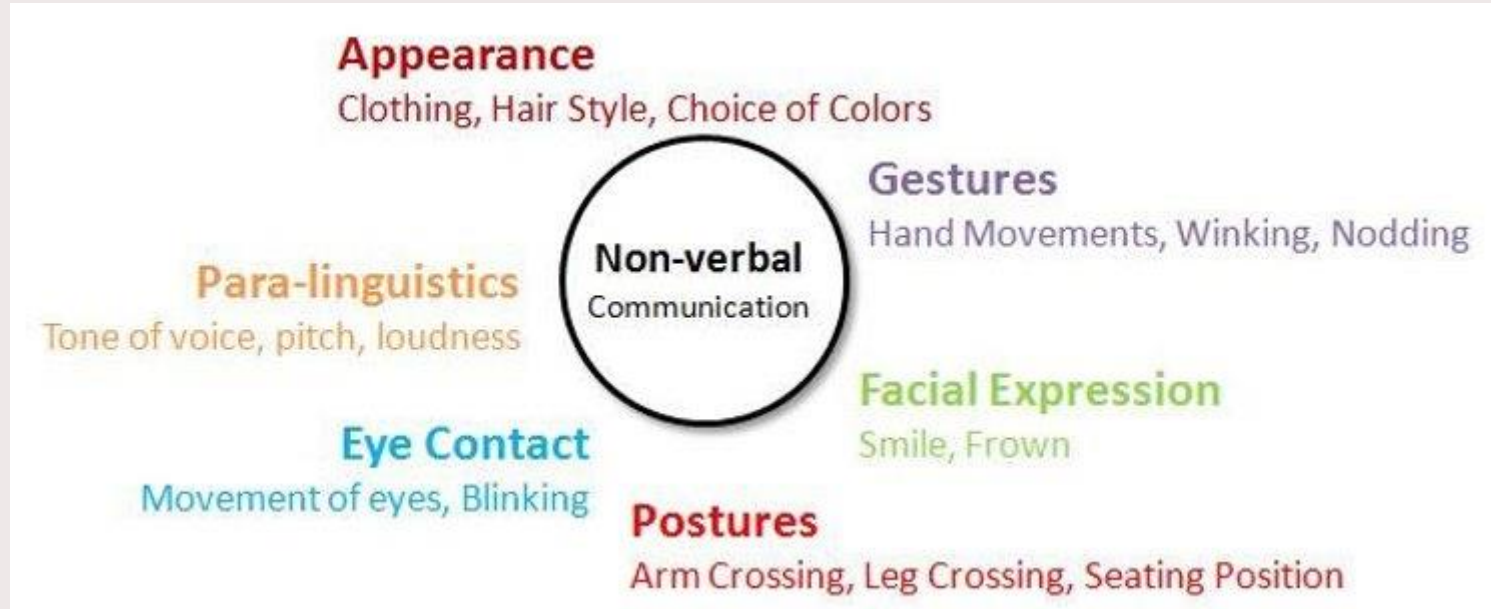 Appearance
Clothing, Hair Style, Choice of Colors
Gestures
Hand Movements, Winking, Nodding
Non-verbal
Communication
Para-linguistics
Tone of voice, pitch, loudness
Facial Expression
Smile, Frown
Eye Contact
Movement of eyes, Blinking
Postures
Arm Crossing, Leg Crossing, Seating Position